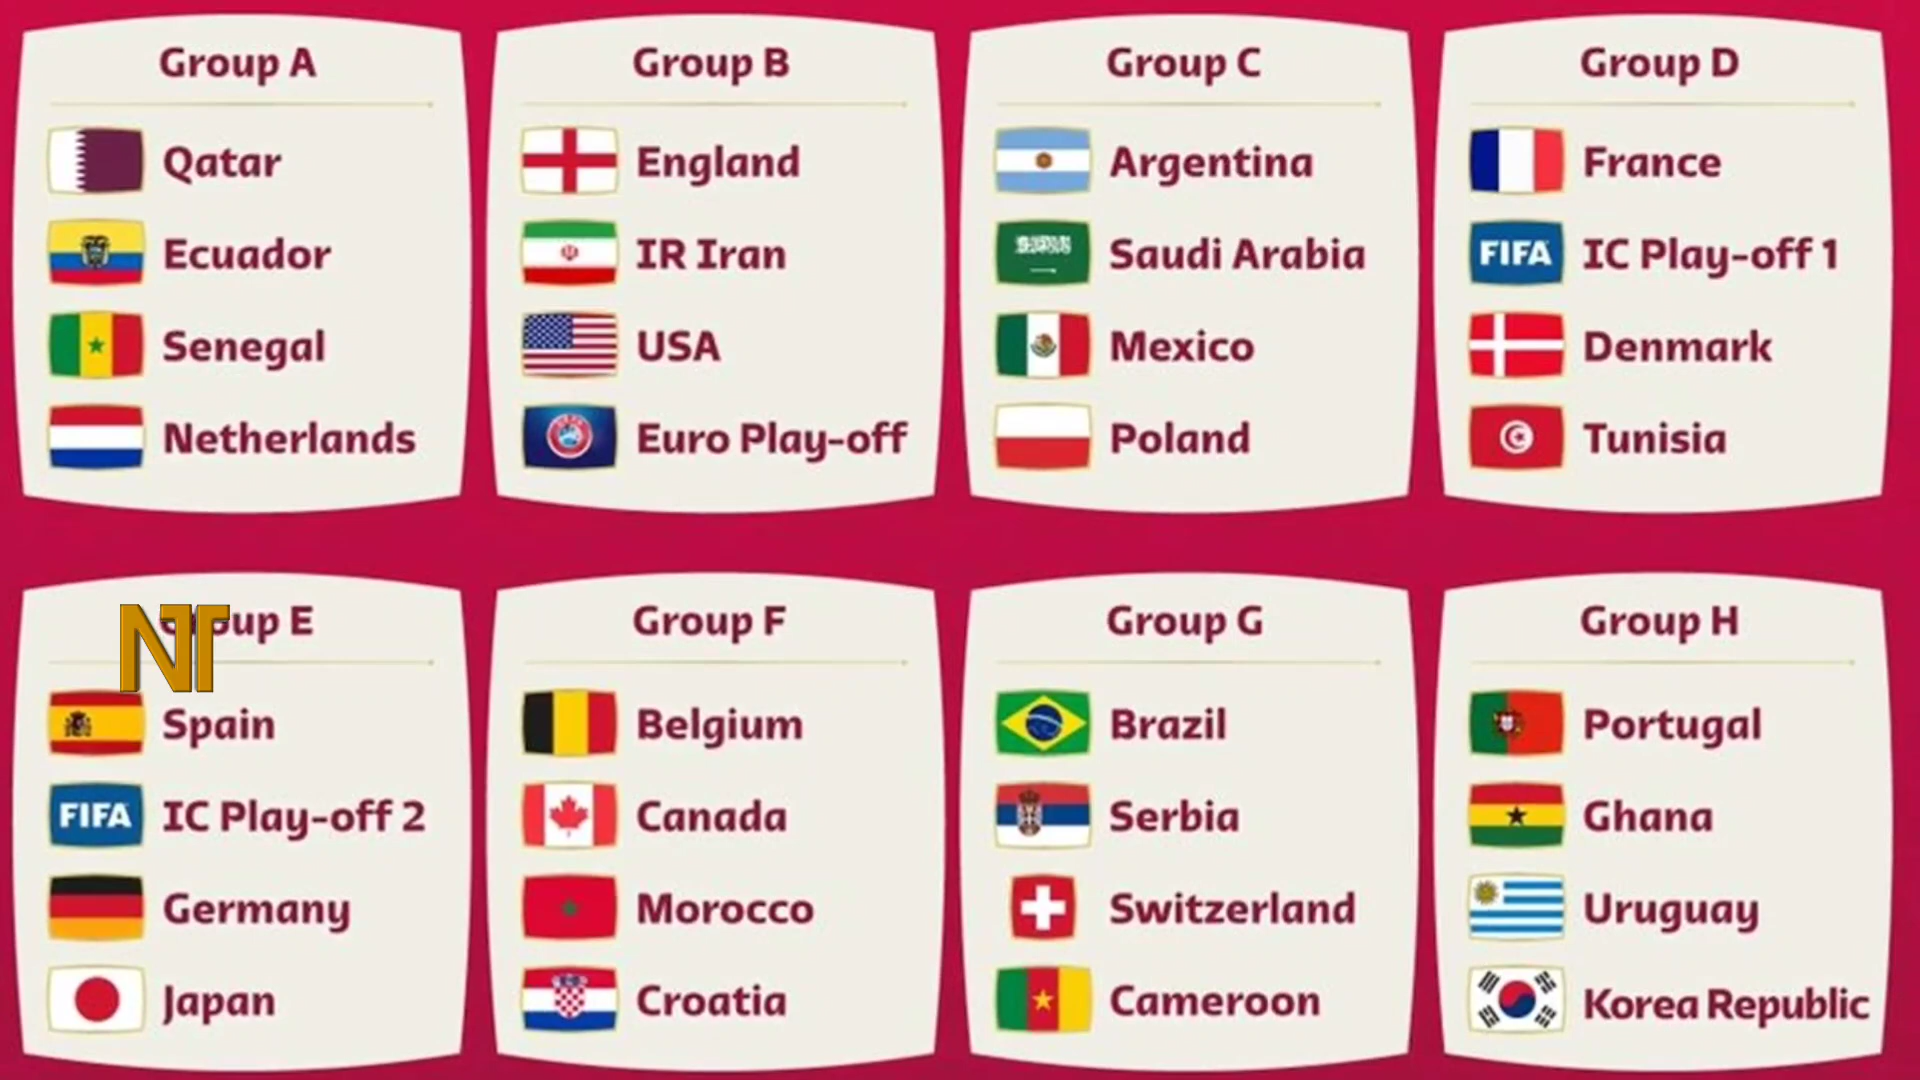 Group A
Qatar
Ecuador
Senegal
Netherlands
Group B
England
IR Iran
USA
Euro Play-off
Group C
Argentina
Saudi Arabia
Mexico
Poland
Group D
France
FIFA IC Play-off 1
Denmark
Tunisia
NT
Group E
Spain
FIFA IC Play-off 2
Germany
Japan
Group F
Belgium
Canada
Morocco
Croatia
Group G
Brazil
Serbia
Switzerland
Cameroon
Group H
Portugal
Ghana
Uruguay
Korea Republic